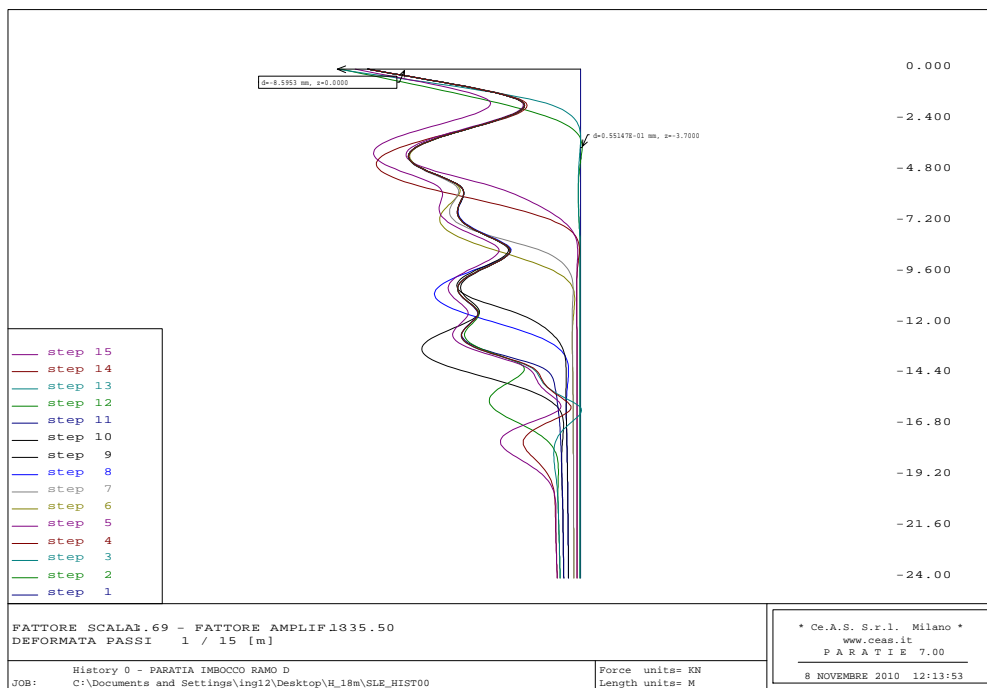 0.000
d=-8.5953 mm, z=0.0000
-2.400
d=0.55147E-01 mm, z=-3.7000
-4.800
-7.200
-9.600
-12.00
-14.40
-16.80
-19.20
-21.60
-24.00
step 15
step 14
step 13
step 12
step 11
step 10
step 9
step 8
step 7
step 6
step 5
step 4
step 3
step 2
step 1
FATTORE SCALA1.69 - FATTORE AMPLIF.1335.50
DEFORMATA PASSI 1 / 15 [m]
History 0 - PARATIA IMBOCCO RAMO D
JOB: C:\Documents and Settings\ing12\Desktop\H_18m\SLE_HIST00
Force units= KN
Length units= M
* Ce.A.S. S.r.l. Milano *
www.ceas.it
P A R A T I E 7.00
8 NOVEMBRE 2010 12:13:53